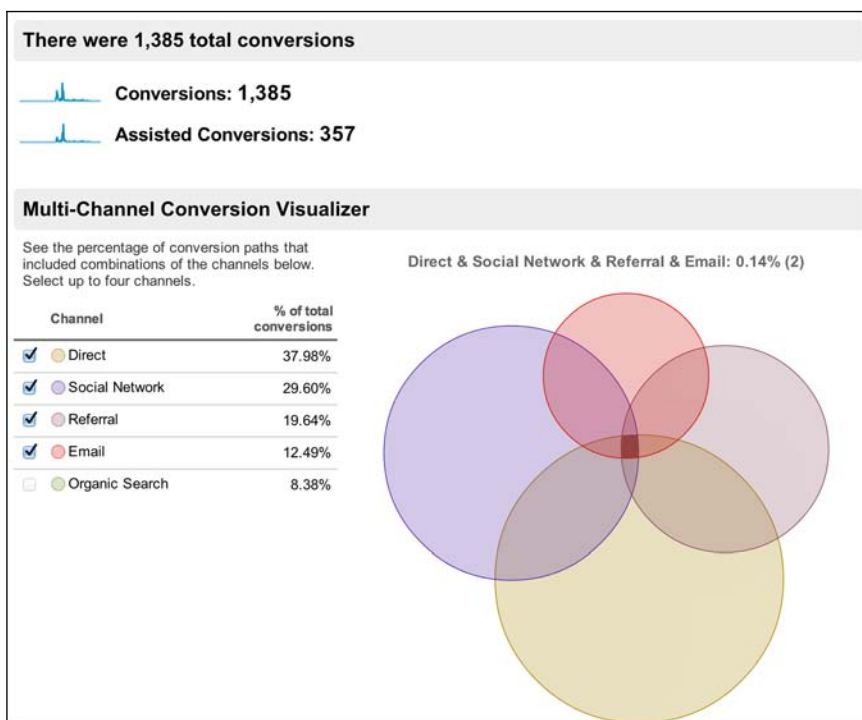 There were 1,385 total conversions
Conversions: 1,385
Assisted Conversions: 357
Multi-Channel Conversion Visualizer
See the percentage of conversion paths that
included combinations of the channels below.
Select up to four channels.
Direct & Social Network & Referral & Email: 0.14% (2)
Channel % of total conversions
Direct 37.98%
Social Network 29.60%
Referral 19.64%
Email 12.49%
Organic Search 8.38%